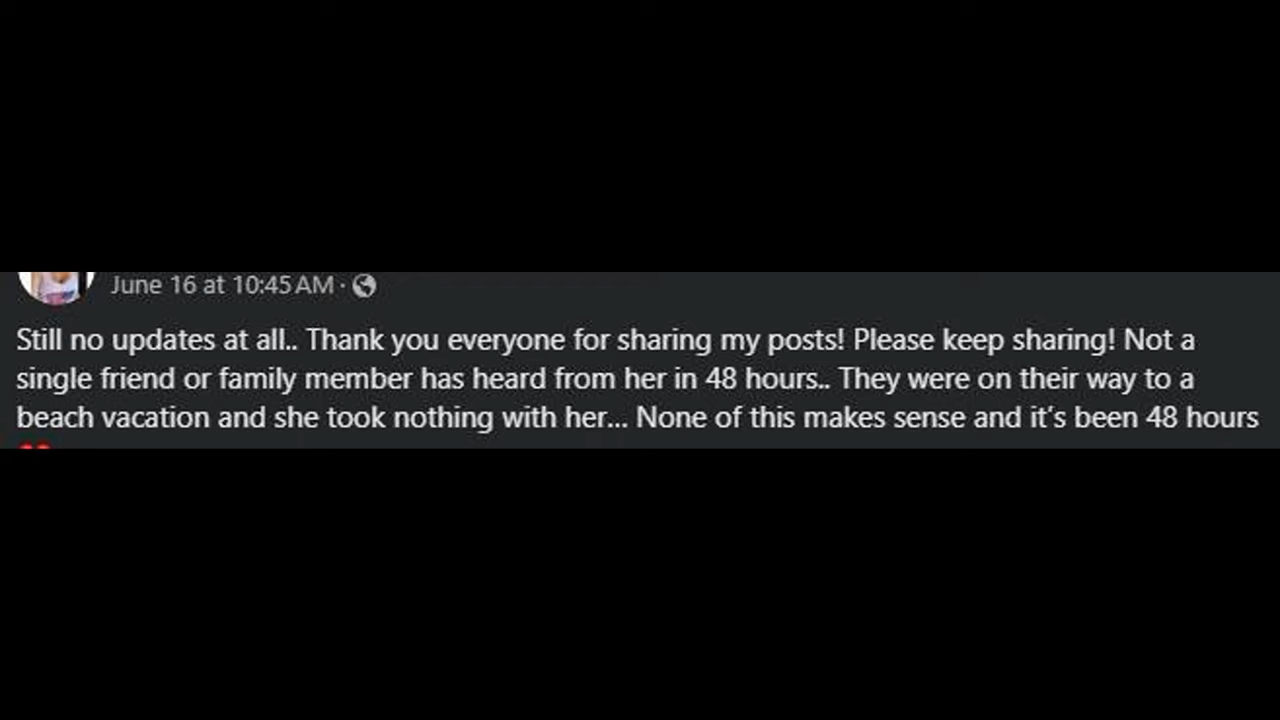 June 16 at 10:45 AM ·
Still no updates at all.. Thank you everyone for sharing my posts! Please keep sharing! Not a
single friend or family member has heard from her in 48 hours.. They were on their way to a
beach vacation and she took nothing with her... None of this makes sense and it's been 48 hours